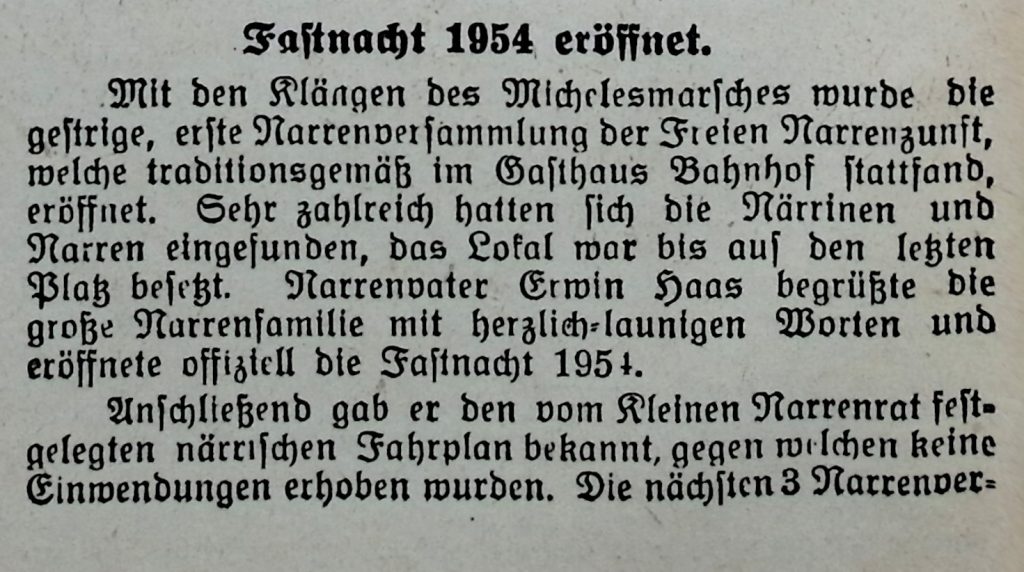 Fastnacht 1954 eröffnet.
Mit den Klängen des Michelesmarsches wurde die
gestrige, erste Narrenversammlung der Freien Narrenzunft,
welche traditionsgemäß im Gasthaus Bahnhof stattfand,
eröffnet. Sehr zahlreich hatten sich die Närrinen und
Narren eingefunden, das Lokal war bis auf den letzten
Platz besetzt. Narrenvater Erwin Haas begrüßte die
große Narrenfamilie mit herzlich-launigen Worten und
eröffnete offiziell die Fastnacht 1954.
Anschließend gab er den vom Kleinen Narrenrat fest-
gelegten närrischen Fahrplan bekannt, gegen welchen keine
Einwendungen erhoben wurden. Die nächsten 3 Narrenver-